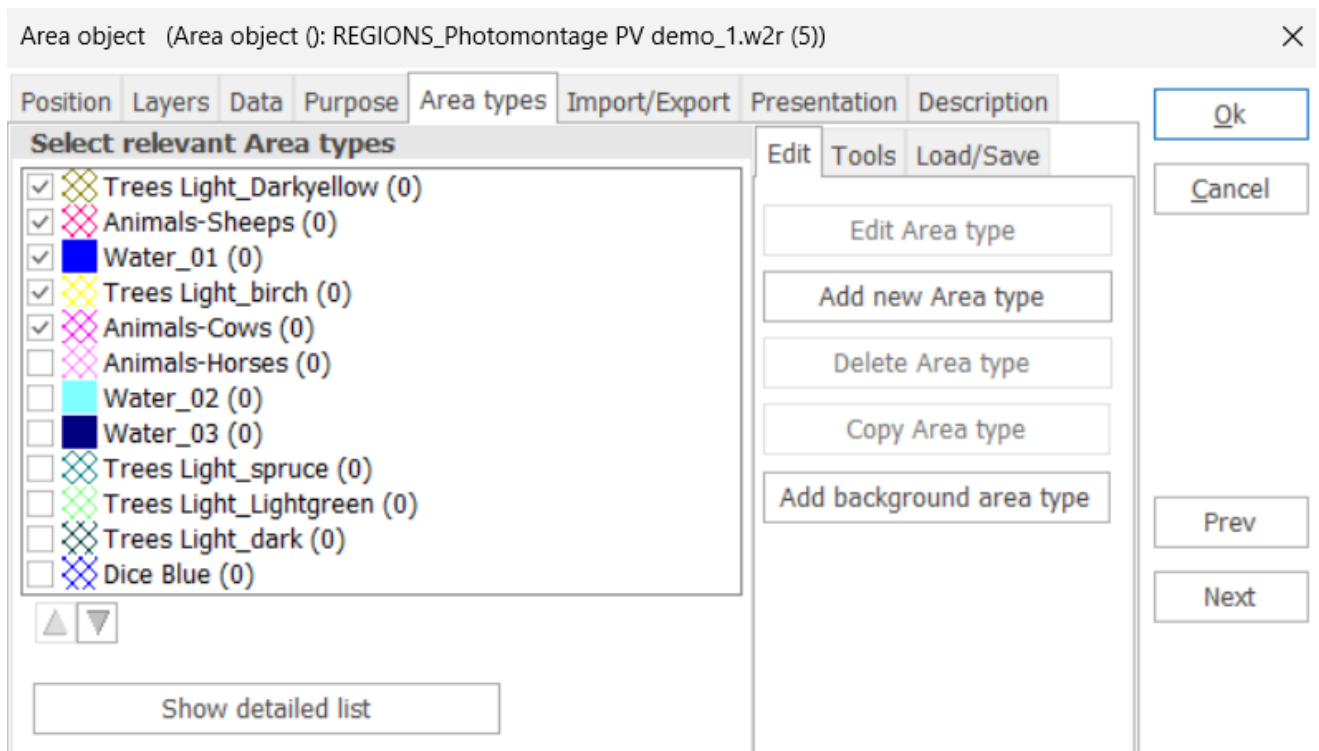 Area object (Area object (): REGIONS_Photomontage PV demo_1.w2r (5))
Position Layers Data Purpose Area types Import/Export Presentation Description
Select relevant Area types
Trees Light_Darkyellow (0)
Animals-Sheeps (0)
Water_01 (0)
Trees Light_birch (0)
Animals-Cows (0)
Animals-Horses (0)
Water_02 (0)
Water_03 (0)
Trees Light_spruce (0)
Trees Light_Lightgreen (0)
Trees Light_dark (0)
Dice Blue (0)
Show detailed list
Edit Tools Load/Save
Edit Area type
Add new Area type
Delete Area type
Copy Area type
Add background area type
Ok
Cancel
Prev
Next